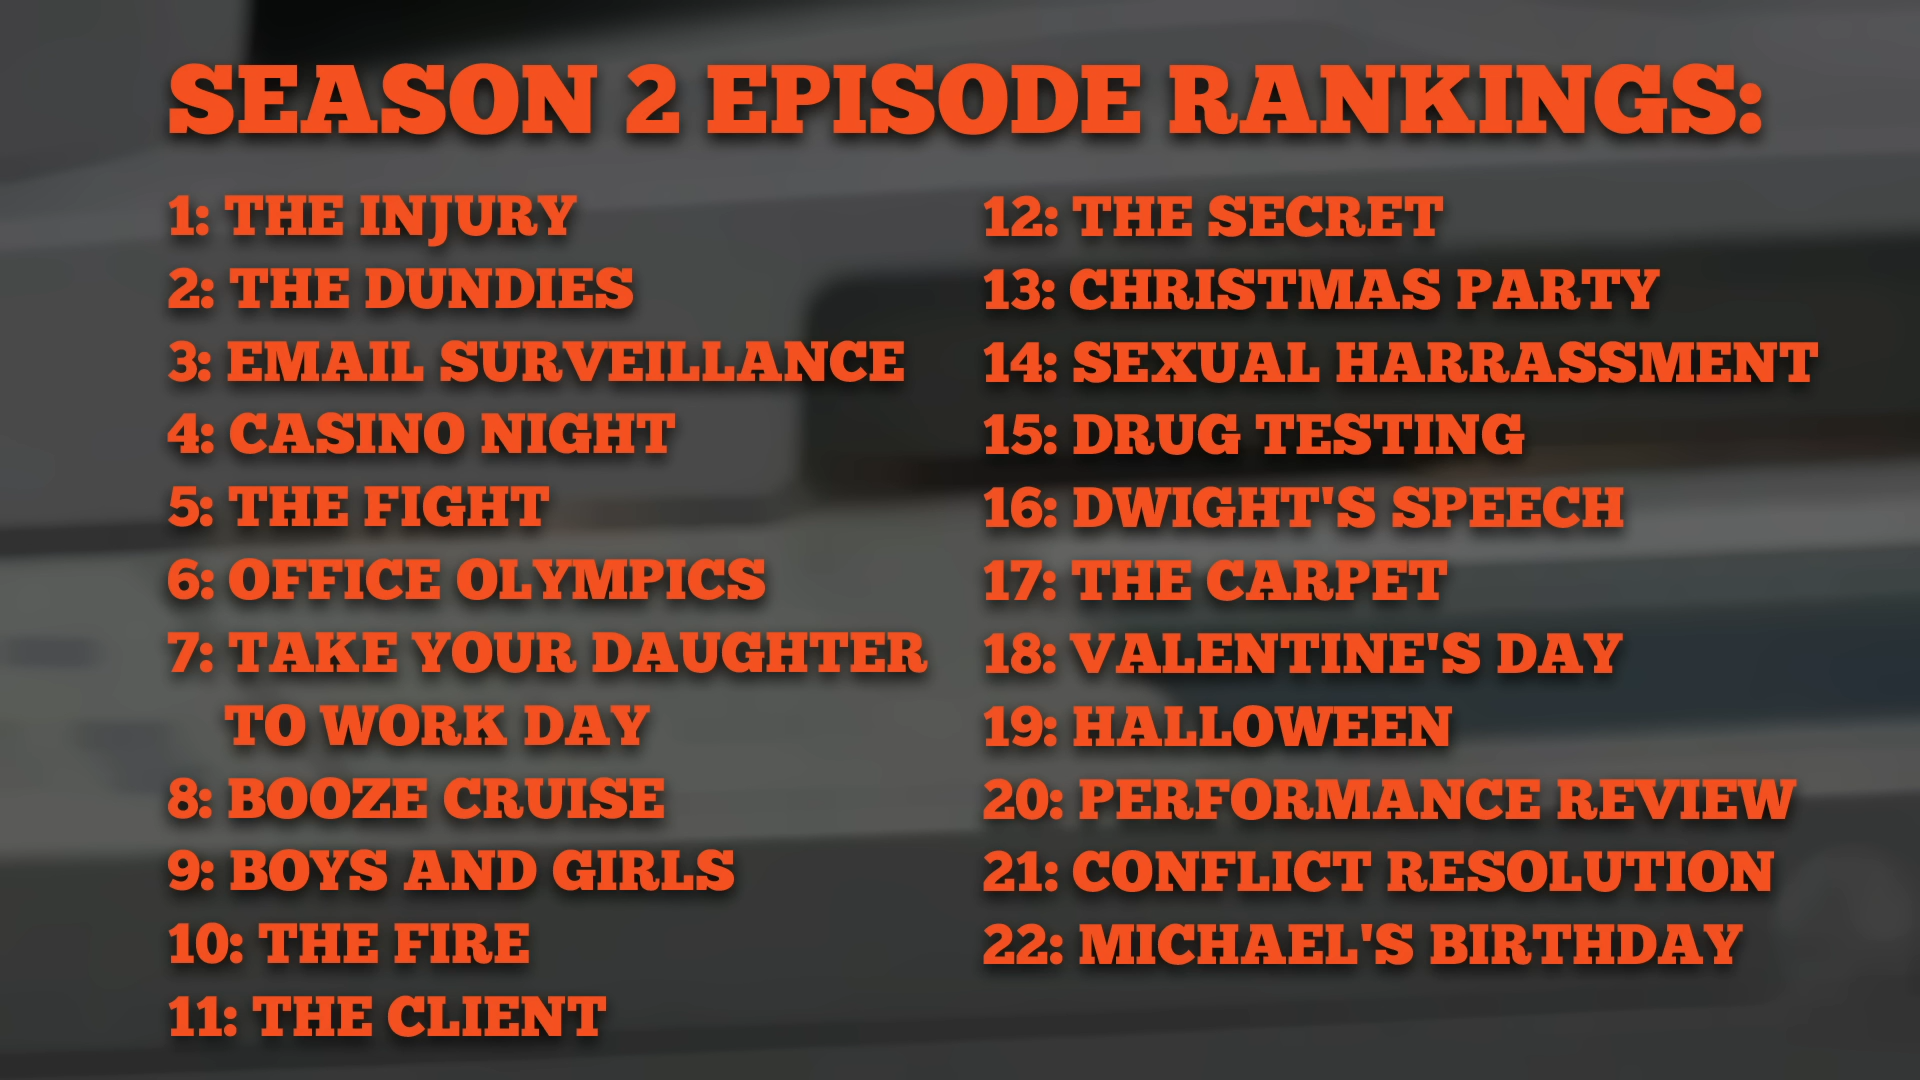 SEASON 2 EPISODE RANKINGS:
1: THE INJURY
2: THE DUNDIES
3: EMAIL SURVEILLANCE
4: CASINO NIGHT
5: THE FIGHT
6: OFFICE OLYMPICS
7: TAKE YOUR DAUGHTER
TO WORK DAY
8: BOOZE CRUISE
9: BOYS AND GIRLS
10: THE FIRE
11: THE CLIENT
12: THE SECRET
13: CHRISTMAS PARTY
14: SEXUAL HARRASSMENT
15: DRUG TESTING
16: DWIGHT'S SPEECH
17: THE CARPET
18: VALENTINE'S DAY
19: HALLOWEEN
20: PERFORMANCE REVIEW
21: CONFLICT RESOLUTION
22: MICHAEL'S BIRTHDAY